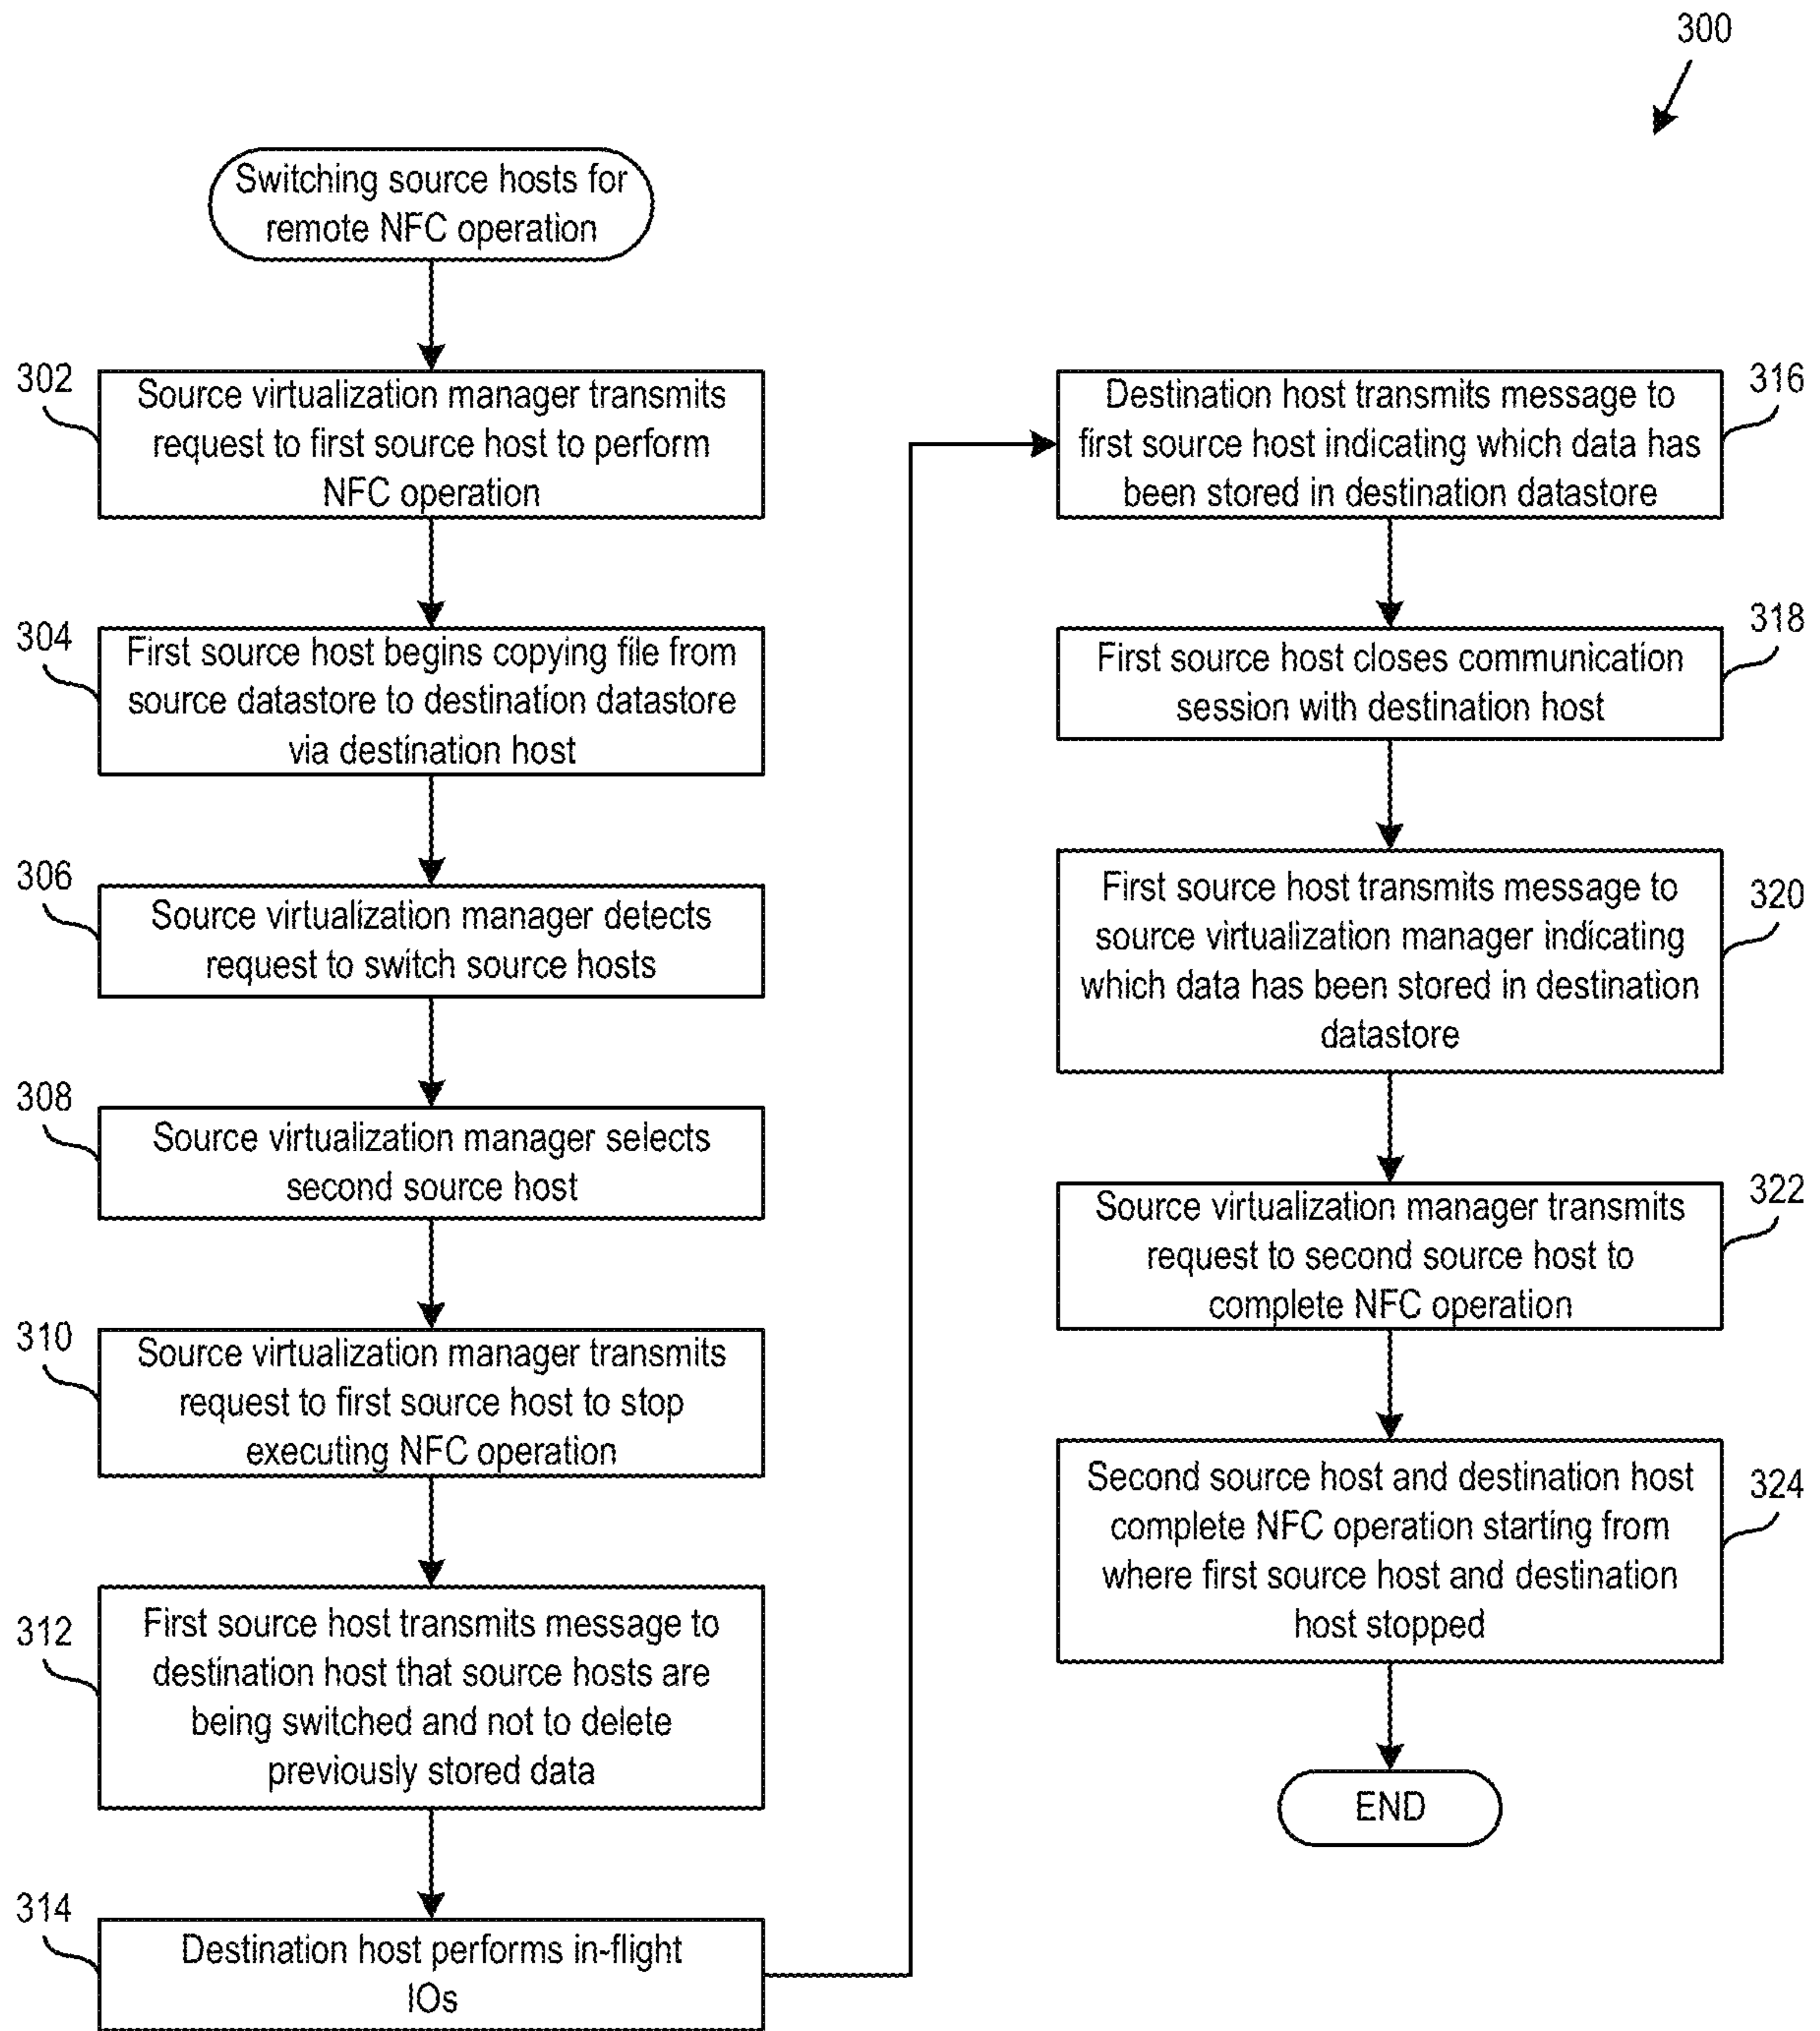 300
Switching source hosts for
remote NFC operation
302
Source virtualization manager transmits
request to first source host to perform
NFC operation
304
First source host begins copying file from
source datastore to destination datastore
via destination host
306
Source virtualization manager detects
request to switch source hosts
308
Source virtualization manager selects
second source host
310
Source virtualization manager transmits
request to first source host to stop
executing NFC operation
312
First source host transmits message to
destination host that source hosts are
being switched and not to delete
previously stored data
314
Destination host performs in-flight
IOs
316
Destination host transmits message to
first source host indicating which data has
been stored in destination datastore
318
First source host closes communication
session with destination host
320
First source host transmits message to
source virtualization manager indicating
which data has been stored in destination
datastore
322
Source virtualization manager transmits
request to second source host to
complete NFC operation
324
Second source host and destination host
complete NFC operation starting from
where first source host and destination
host stopped
END